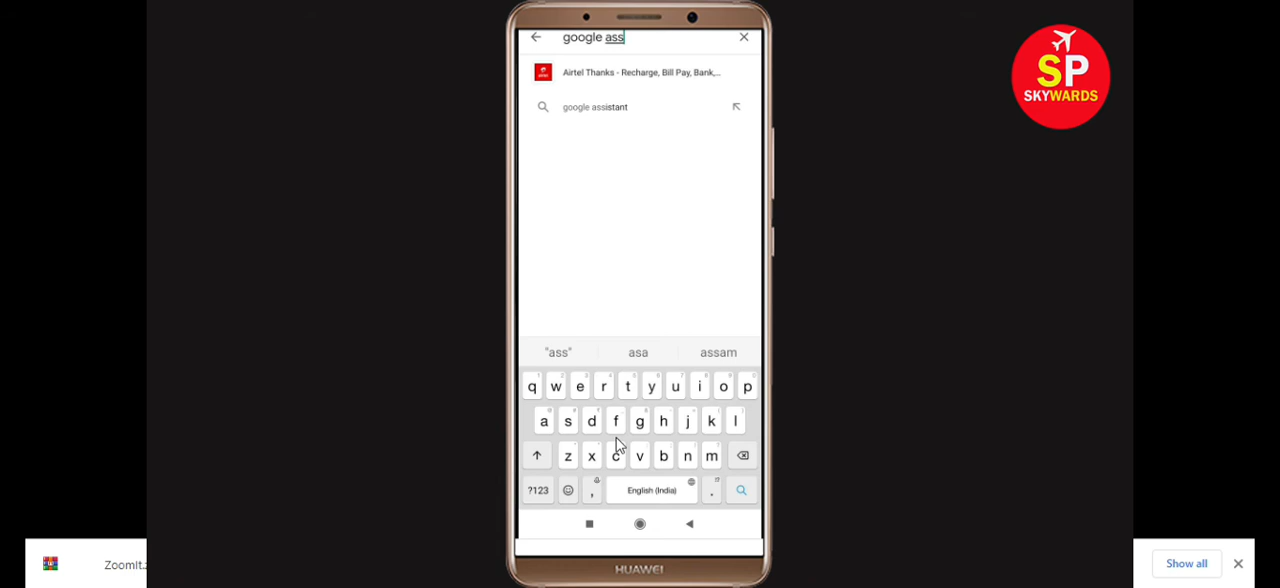 google ass
Airtel Thanks - Recharge, Bill Pay, Bank,...
google assistant
"ass" asa assam
q w e r t y u i o p
a s d f g h j k l
z x c v b n m
?123 , English (India) .
HUAWEI
SP
SKYWARDS
ZoomIt.z
Show all